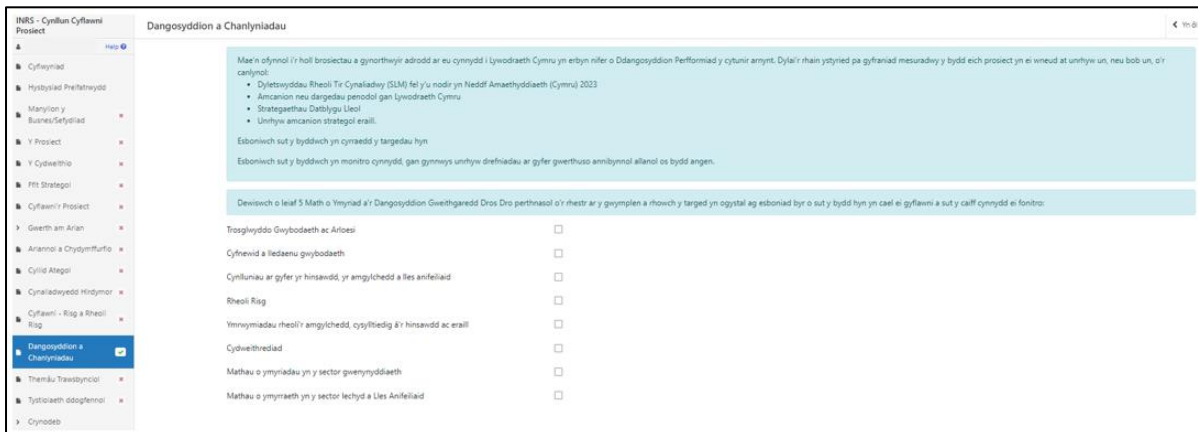 INRS - Cynllun Cyflawni
Prosiect
Help
Cyflwyniad
Hysbysiad Preifatrwydd
Manylion y
Busnes/Sefydliad
Y Prosiect
Y Cydweithio
Ffit Strategol
Cyflawni'r Prosiect
Gwerth am Arian
Ariannol a Chydymffurfio
Cyllid Ategol
Cynaliadwyedd Hirdymor
Cyflawni - Risg a Rheoli
Risg
Dangosyddion a
Chanlyniadau
Themâu Trawsbynciol
Tystiolaeth ddogfennol
Crynodeb
Dangosyddion a Chanlyniadau
Yn ôl
Mae'n ofynnol i'r holl brosiectau a gynorthwyir adrodd ar eu cynnydd i Lywodraeth Cymru yn erbyn nifer o Ddangosyddion Perfformiad y cytunir arnynt. Dylai'r rhain ystyried pa gyfraniad mesuradwy y bydd eich prosiect yn ei wneud at unrhyw un, neu bob un, o'r
canlynol:
• Dyletswyddau Rheoli Tir Cynaliadwy (SLM) fel y'u nodir yn Neddf Amaethyddiaeth (Cymru) 2023
• Amcanion neu dargedau penodol gan Lywodraeth Cymru
• Strategaethau Datblygu Lleol
• Unrhyw amcanion strategol eraill.
Esboniwch sut y byddwch yn cyrraedd y targedau hyn
Esboniwch sut y byddwch yn monitro cynnydd, gan gynnwys unrhyw drefniadau ar gyfer gwerthuso annibynnol allanol os bydd angen.
Dewiswch o leiaf 5 Math o Ymyriad a'r Dangosyddion Gweithgaredd Dros Dro perthnasol o'r rhestr ar y gwymplen a rhowch y targed yn ogystal ag esboniad byr o sut y bydd hyn yn cael ei gyflawni a sut y caiff cynnydd ei fonitro:
Trosglwyddo Gwybodaeth ac Arloesi
Cyfnewid a lledaenu gwybodaeth
Cynlluniau ar gyfer yr hinsawdd, yr amgylchedd a lles anifeiliaid
Rheoli Risg
Ymrwymiadau rheoli'r amgylchedd, cysylltiedig â'r hinsawdd ac eraill
Cydweithrediad
Mathau o ymyriadau yn y sector gwenynyddiaeth
Mathau o ymyrraeth yn y sector Iechyd a Lles Anifeiliaid